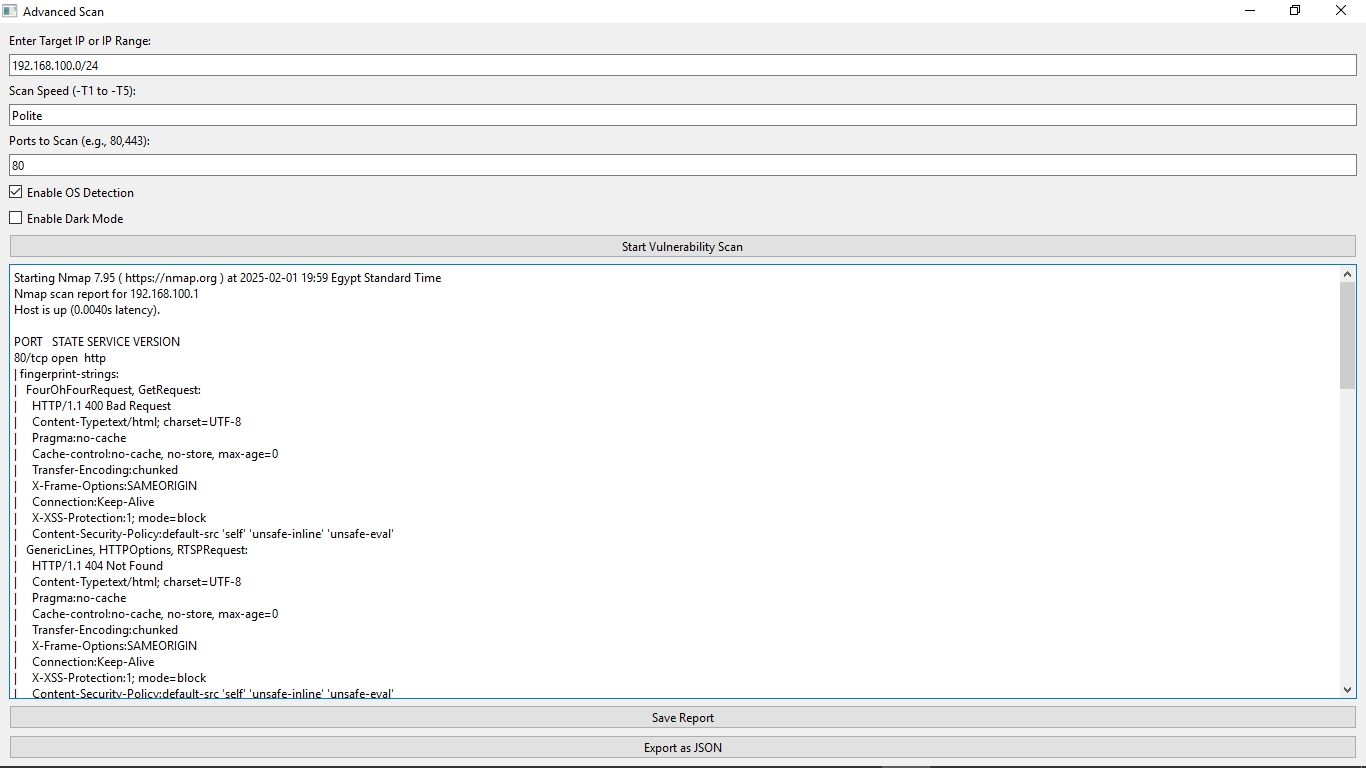 Advanced Scan
Enter Target IP or IP Range:
192.168.100.0/24
Scan Speed (-T1 to -T5):
Polite
Ports to Scan (e.g., 80,443):
80
Enable OS Detection
Enable Dark Mode
Start Vulnerability Scan
Starting Nmap 7.95 ( https://nmap.org ) at 2025-02-01 19:59 Egypt Standard Time
Nmap scan report for 192.168.100.1
Host is up (0.0040s latency).
PORT   STATE SERVICE VERSION
80/tcp open  http
| fingerprint-strings:
|   FourOhFourRequest, GetRequest:
|     HTTP/1.1 400 Bad Request
|     Content-Type:text/html; charset=UTF-8
|     Pragma:no-cache
|     Cache-control:no-cache, no-store, max-age=0
|     Transfer-Encoding:chunked
|     X-Frame-Options:SAMEORIGIN
|     Connection:Keep-Alive
|     X-XSS-Protection:1; mode=block
|     Content-Security-Policy:default-src 'self' 'unsafe-inline' 'unsafe-eval'
|   GenericLines, HTTPOptions, RTSPRequest:
|     HTTP/1.1 404 Not Found
|     Content-Type:text/html; charset=UTF-8
|     Pragma:no-cache
|     Cache-control:no-cache, no-store, max-age=0
|     Transfer-Encoding:chunked
|     X-Frame-Options:SAMEORIGIN
|     Connection:Keep-Alive
|     X-XSS-Protection:1; mode=block
|     Content-Security-Policy:default-src 'self' 'unsafe-inline' 'unsafe-eval'
Save Report
Export as JSON